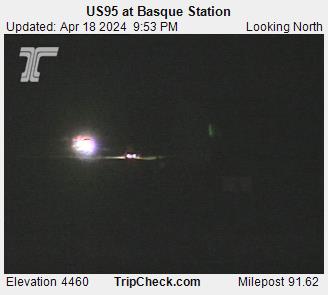 US95 at Basque Station
Updated: Apr 18 2024 9:53 PM Looking North
Elevation 4460 TripCheck.com Milepost 91.62